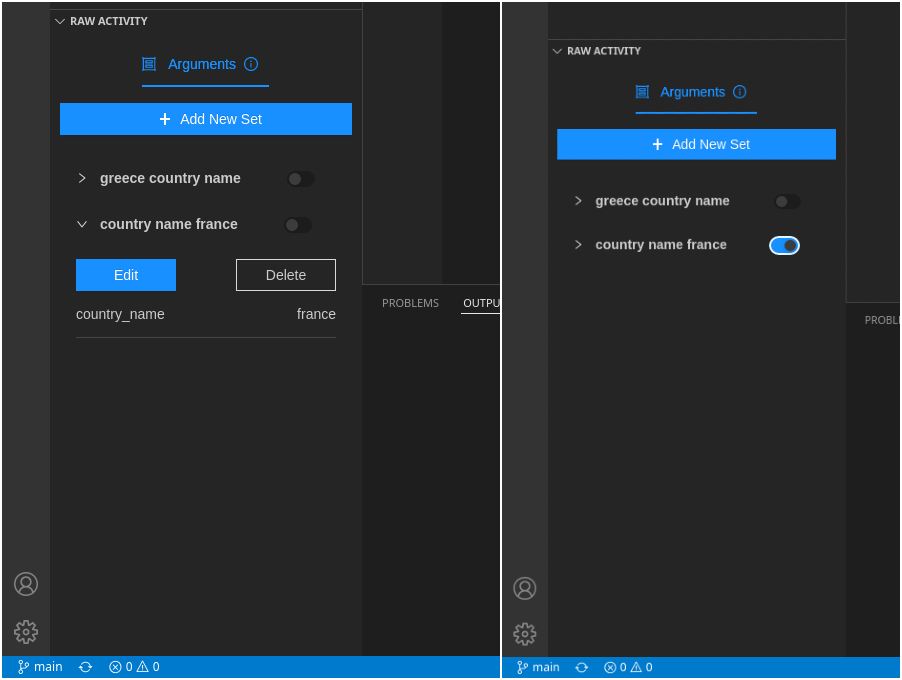 RAW ACTIVITY
Arguments
+ Add New Set
greece country name
country name france
Edit
Delete
country_name
france
PROBLEMS
OUTPU
main
0
0
RAW ACTIVITY
Arguments
+ Add New Set
greece country name
country name france
PROBL
main
0
0